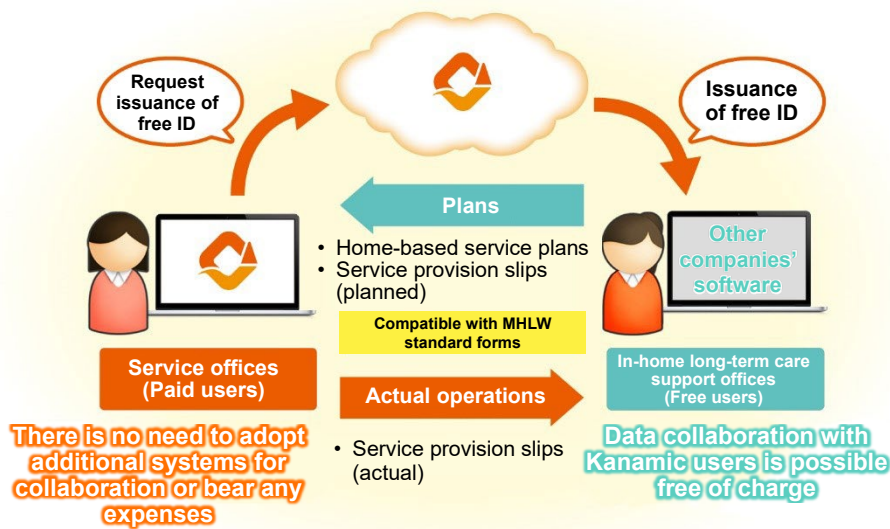 Request
issuance of
free ID
Issuance
of free ID
Plans
• Home-based service plans
• Service provision slips
(planned)
Other
companies’
software
Compatible with MHLW
standard forms
Service offices
(Paid users)
Actual operations
In-home long-term care
support offices
(Free users)
There is no need to adopt
additional systems for
collaboration or bear any
expenses
• Service provision slips
(actual)
Data collaboration with
Kanamic users is possible
free of charge